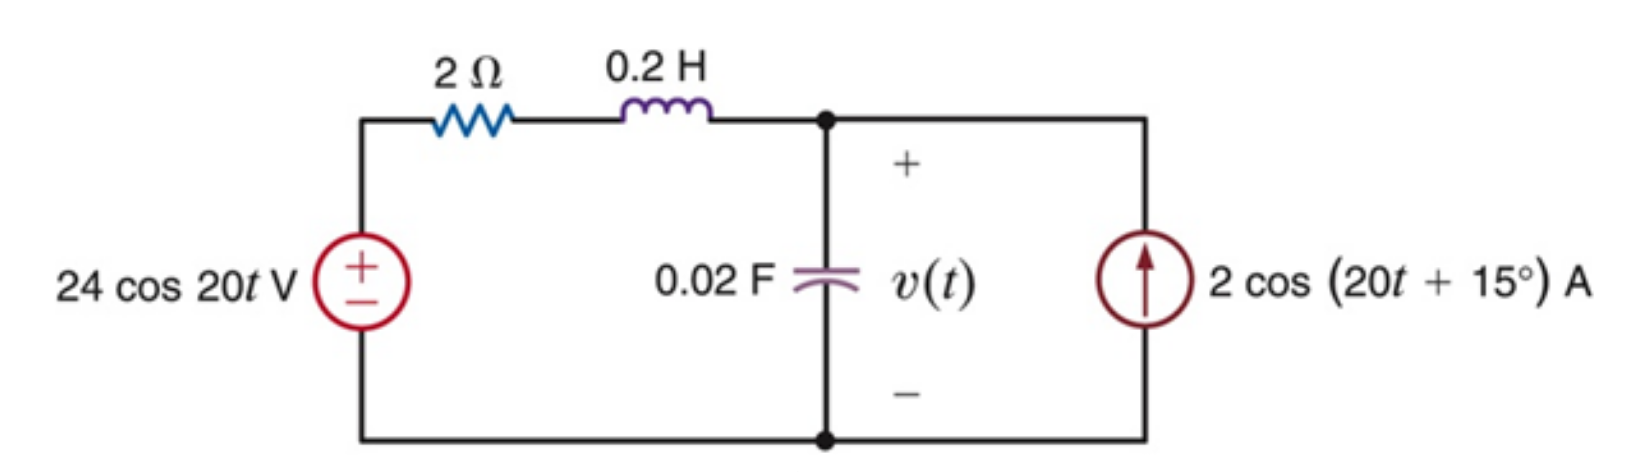 2 Ω
0.2 H
+
24 cos 20t V
+
−
0.02 F
v(t)
2 cos (20t + 15°) A
−